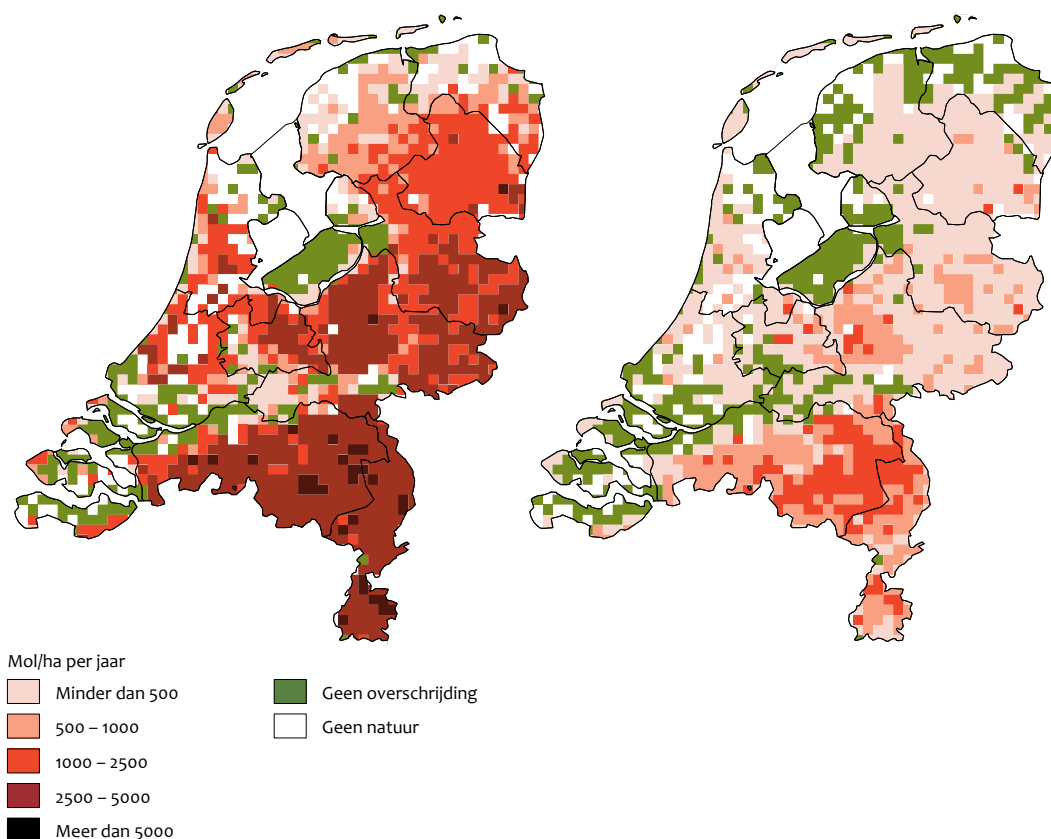 Mol/ha per jaar
Minder dan 500
500 – 1000
1000 – 2500
2500 – 5000
Meer dan 5000
Geen overschrijding
Geen natuur